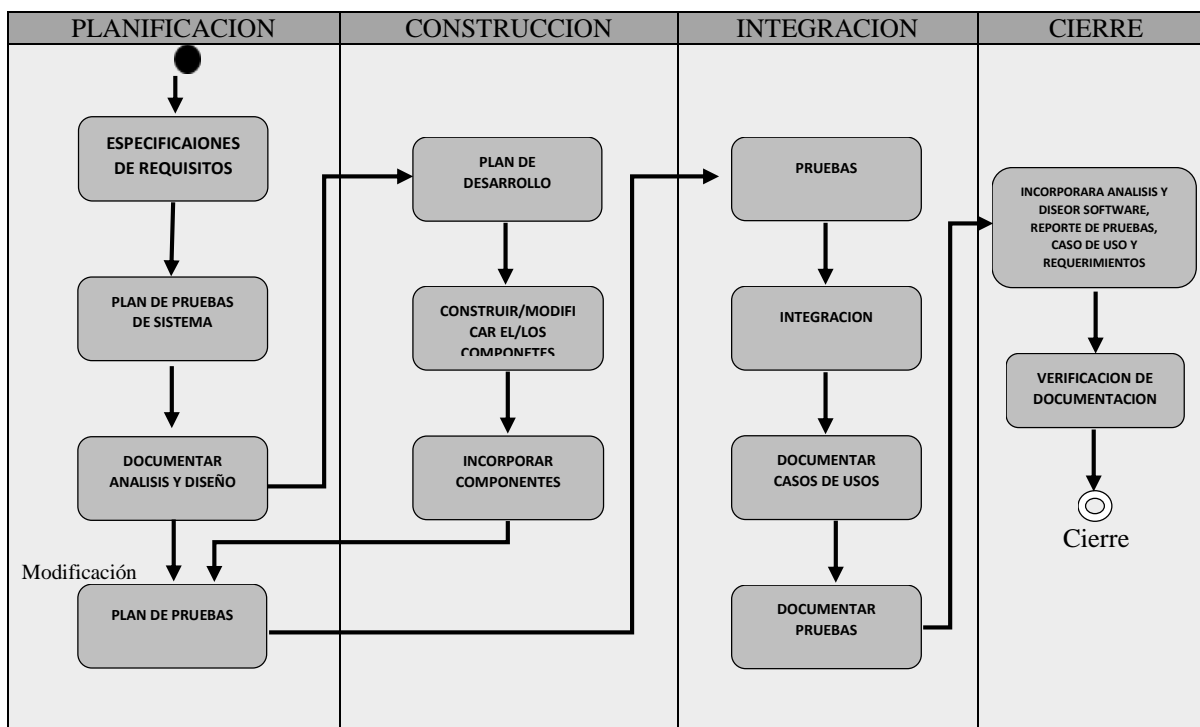 PLANIFICACION
CONSTRUCCION
INTEGRACION
CIERRE
ESPECIFICAIONES
DE REQUISITOS
PLAN DE PRUEBAS
DE SISTEMA
DOCUMENTAR
ANALISIS Y DISEÑO
Modificación
PLAN DE PRUEBAS
PLAN DE
DESARROLLO
CONSTRUIR/MODIFI
CAR EL/LOS
COMPONETES
INCORPORAR
COMPONENTES
PRUEBAS
INTEGRACION
DOCUMENTAR
CASOS DE USOS
DOCUMENTAR
PRUEBAS
INCORPORARA ANALISIS Y
DISEOR SOFTWARE,
REPORTE DE PRUEBAS,
CASO DE USO Y
REQUERIMIENTOS
VERIFICACION DE
DOCUMENTACION
Cierre